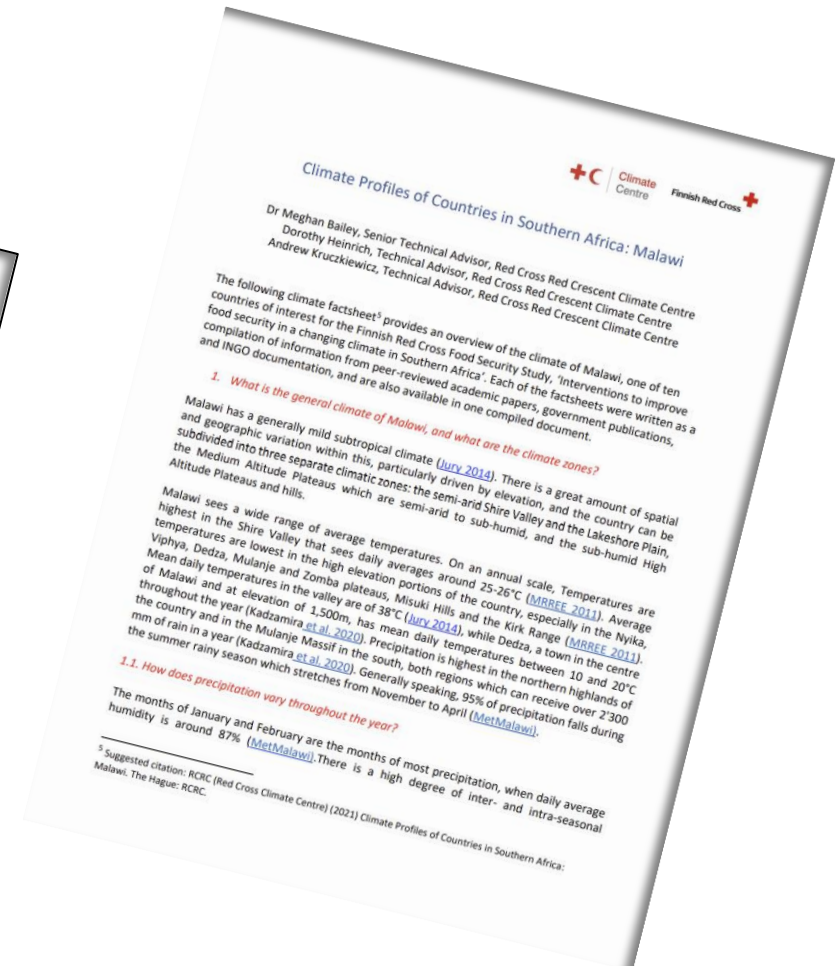 Climate
Centre
Finnish Red Cross
Climate Profiles of Countries in Southern Africa: Malawi
Dr Meghan Bailey, Senior Technical Advisor, Red Cross Red Crescent Climate Centre
Dorothy Heinrich, Technical Advisor, Red Cross Red Crescent Climate Centre
Andrew Kruczkiewicz, Technical Advisor, Red Cross Red Crescent Climate Centre
The following climate factsheet⁵ provides an overview of the climate of Malawi, one of ten
countries of interest for the Finnish Red Cross Food Security Study, ‘Interventions to improve
food security in a changing climate in Southern Africa’. Each of the factsheets were written as a
compilation of information from peer-reviewed academic papers, government publications,
and INGO documentation, and are also available in one compiled document.
1. What is the general climate of Malawi, and what are the climate zones?
Malawi has a generally mild subtropical climate (Jury 2014). There is a great amount of spatial
and geographic variation within this, particularly driven by elevation, and the country can be
subdivided into three separate climatic zones: the semi-arid Shire Valley and the Lakeshore Plain,
the Medium Altitude Plateaus which are semi-arid to sub-humid, and the sub-humid High
Altitude Plateaus and hills.
Malawi sees a wide range of average temperatures. On an annual scale, Temperatures are
highest in the Shire Valley that sees daily averages around 25-26°C (MRREE 2011). Average
temperatures are lowest in the high elevation portions of the country, especially in the Nyika,
Viphya, Dedza, Mulanje and Zomba plateaus, Misuki Hills and the Kirk Range (MRREE 2011).
Mean daily temperatures in the valley are of 38°C (Jury 2014), while Dedza, a town in the centre
of Malawi and at elevation of 1,500m, has mean daily temperatures between 10 and 20°C
throughout the year (Kadzamira et al. 2020). Precipitation is highest in the northern highlands of
the country and in the Mulanje Massif in the south, both regions which can receive over 2’300
mm of rain in a year (Kadzamira et al. 2020). Generally speaking, 95% of precipitation falls during
the summer rainy season which stretches from November to April (MetMalawi).
1.1. How does precipitation vary throughout the year?
The months of January and February are the months of most precipitation, when daily average
humidity is around 87% (MetMalawi).There is a high degree of inter- and intra-seasonal
⁵ Suggested citation: RCRC (Red Cross Climate Centre) (2021) Climate Profiles of Countries in Southern Africa:
Malawi. The Hague: RCRC.